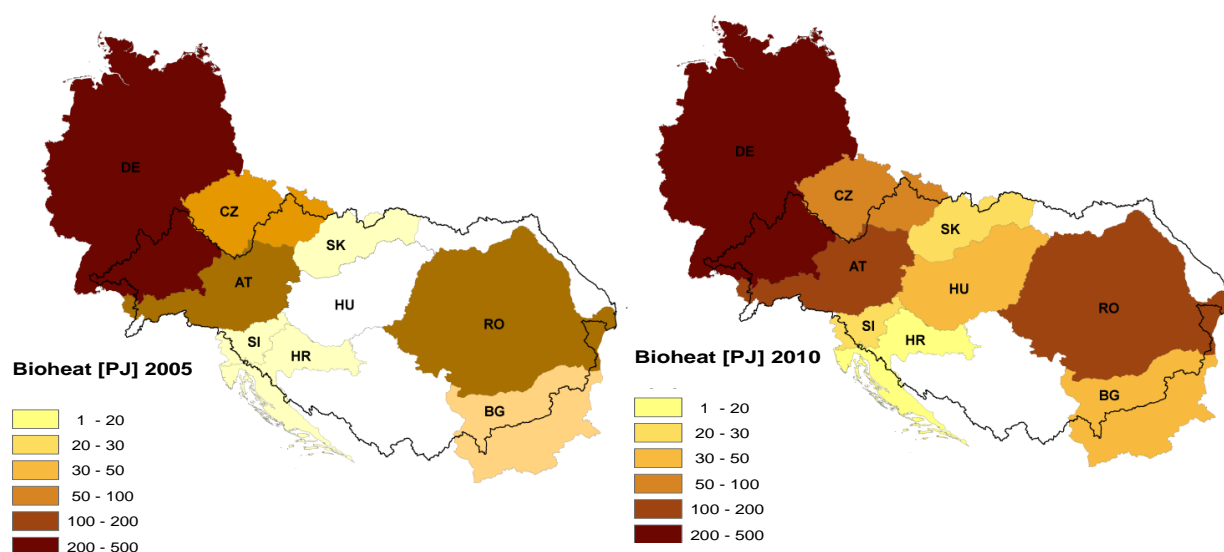 DE
CZ
SK
AT
HU
SI
HR
RO
BG
Bioheat [PJ] 2005
1 - 20
20 - 30
30 - 50
50 - 100
100 - 200
200 - 500
DE
CZ
SK
AT
HU
SI
HR
RO
BG
Bioheat [PJ] 2010
1 - 20
20 - 30
30 - 50
50 - 100
100 - 200
200 - 500